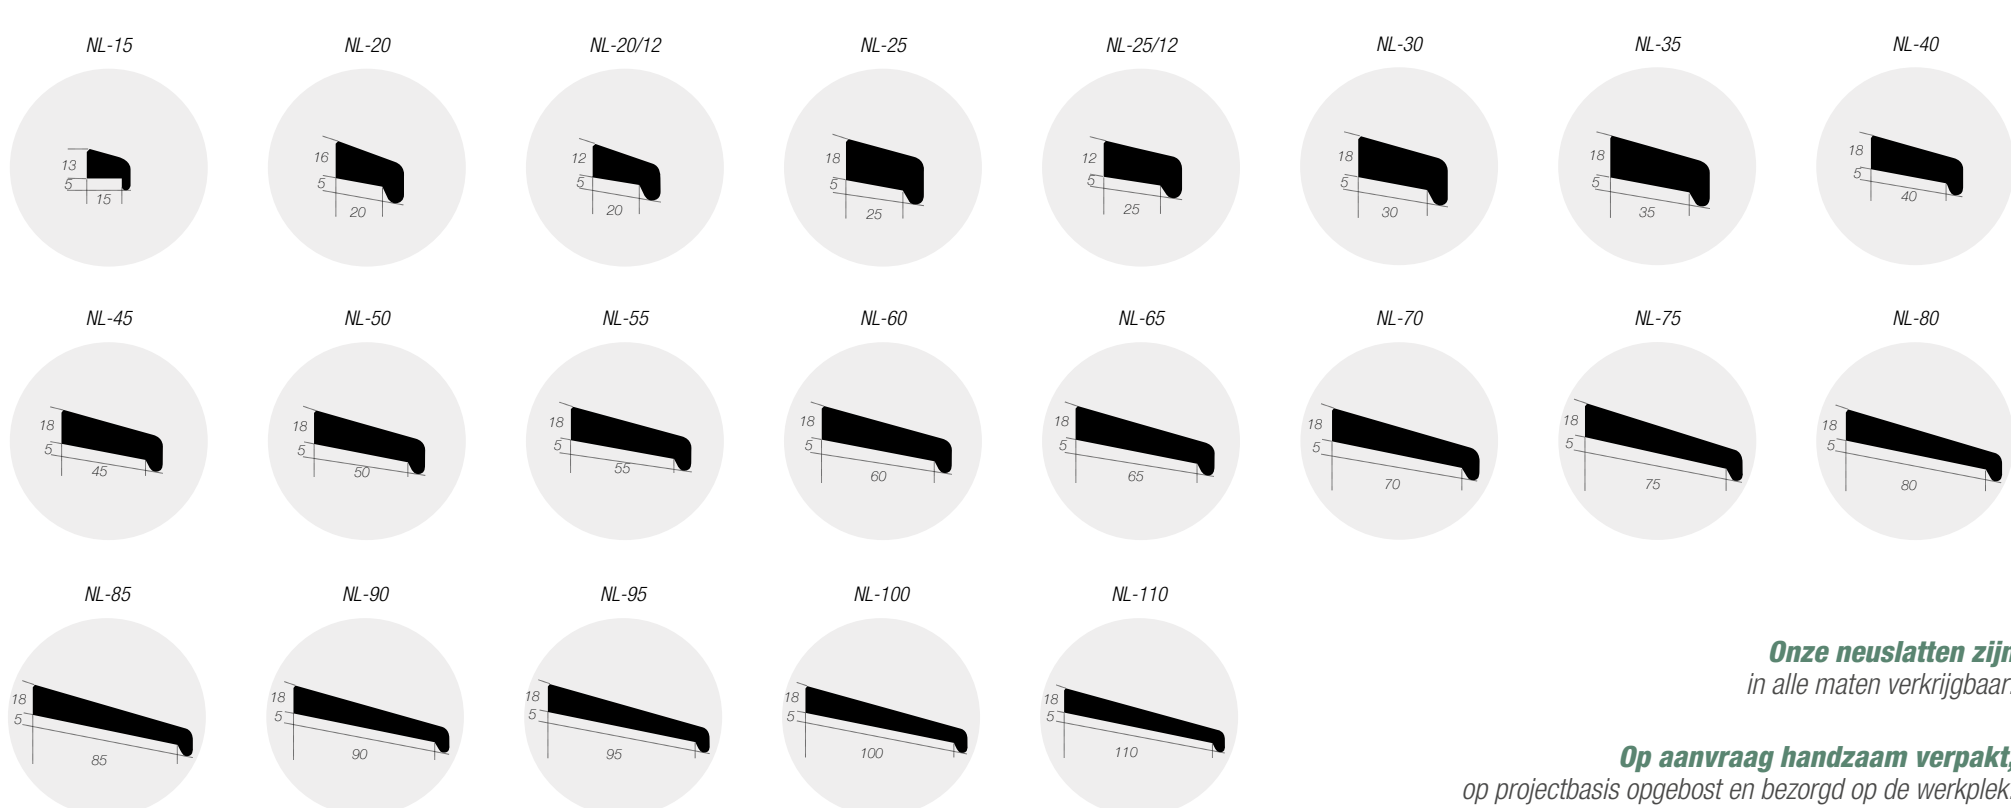 NL-15 NL-20 NL-20/12 NL-25 NL-25/12 NL-30 NL-35 NL-40
13 5 15
16 5 20
12 5 20
18 5 25
12 5 25
18 5 30
18 5 35
18 5 40
NL-45 NL-50 NL-55 NL-60 NL-65 NL-70 NL-75 NL-80
18 5 45
18 5 50
18 5 55
18 5 60
18 5 65
18 5 70
18 5 75
18 5 80
NL-85 NL-90 NL-95 NL-100 NL-110
18 5 85
18 5 90
18 5 95
18 5 100
18 5 110
Onze neuslatten zijn
in alle maten verkrijgbaar.
Op aanvraag handzaam verpakt,
op projectbasis opgebost en bezorgd op de werkplek.